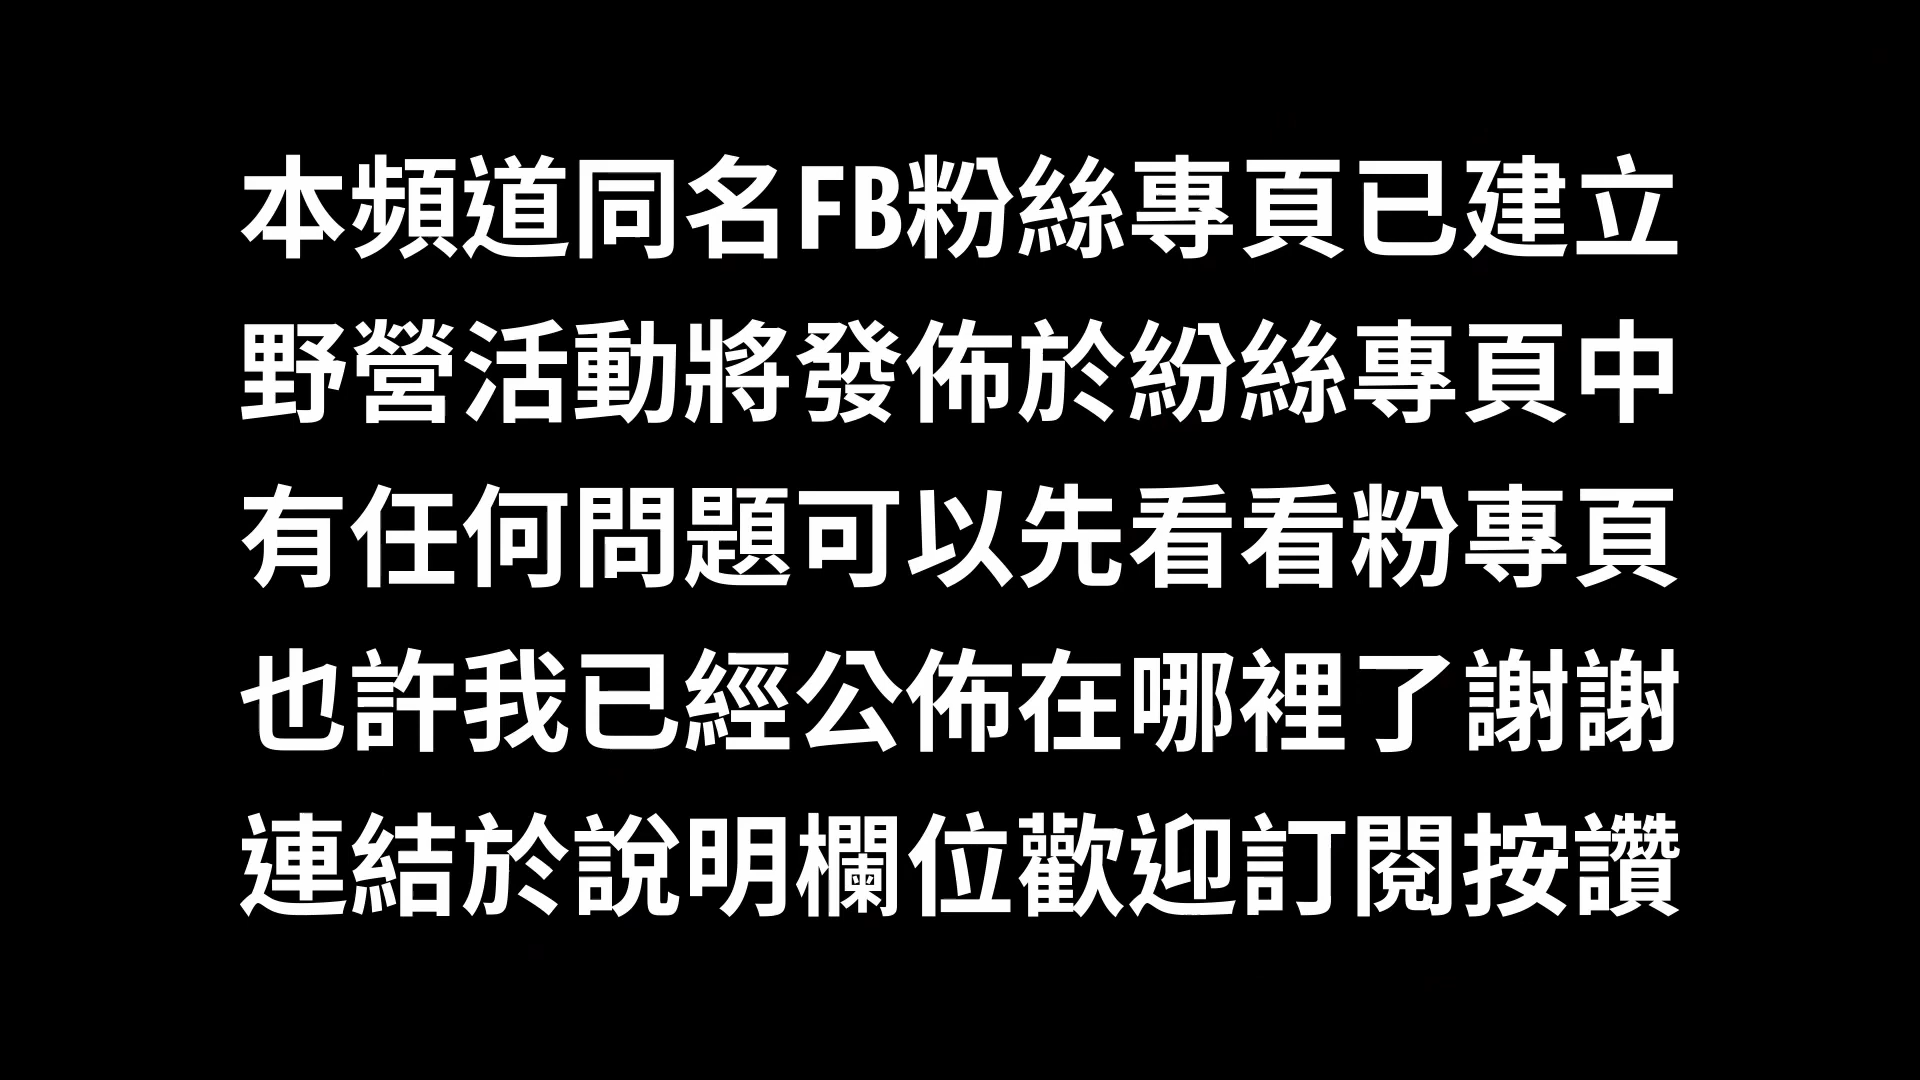 本頻道同名FB粉絲專頁已建立
野營活動將發佈於紛絲專頁中
有任何問題可以先看看粉專頁
也許我已經公佈在哪裡了謝謝
連結於說明欄位歡迎訂閱按讚